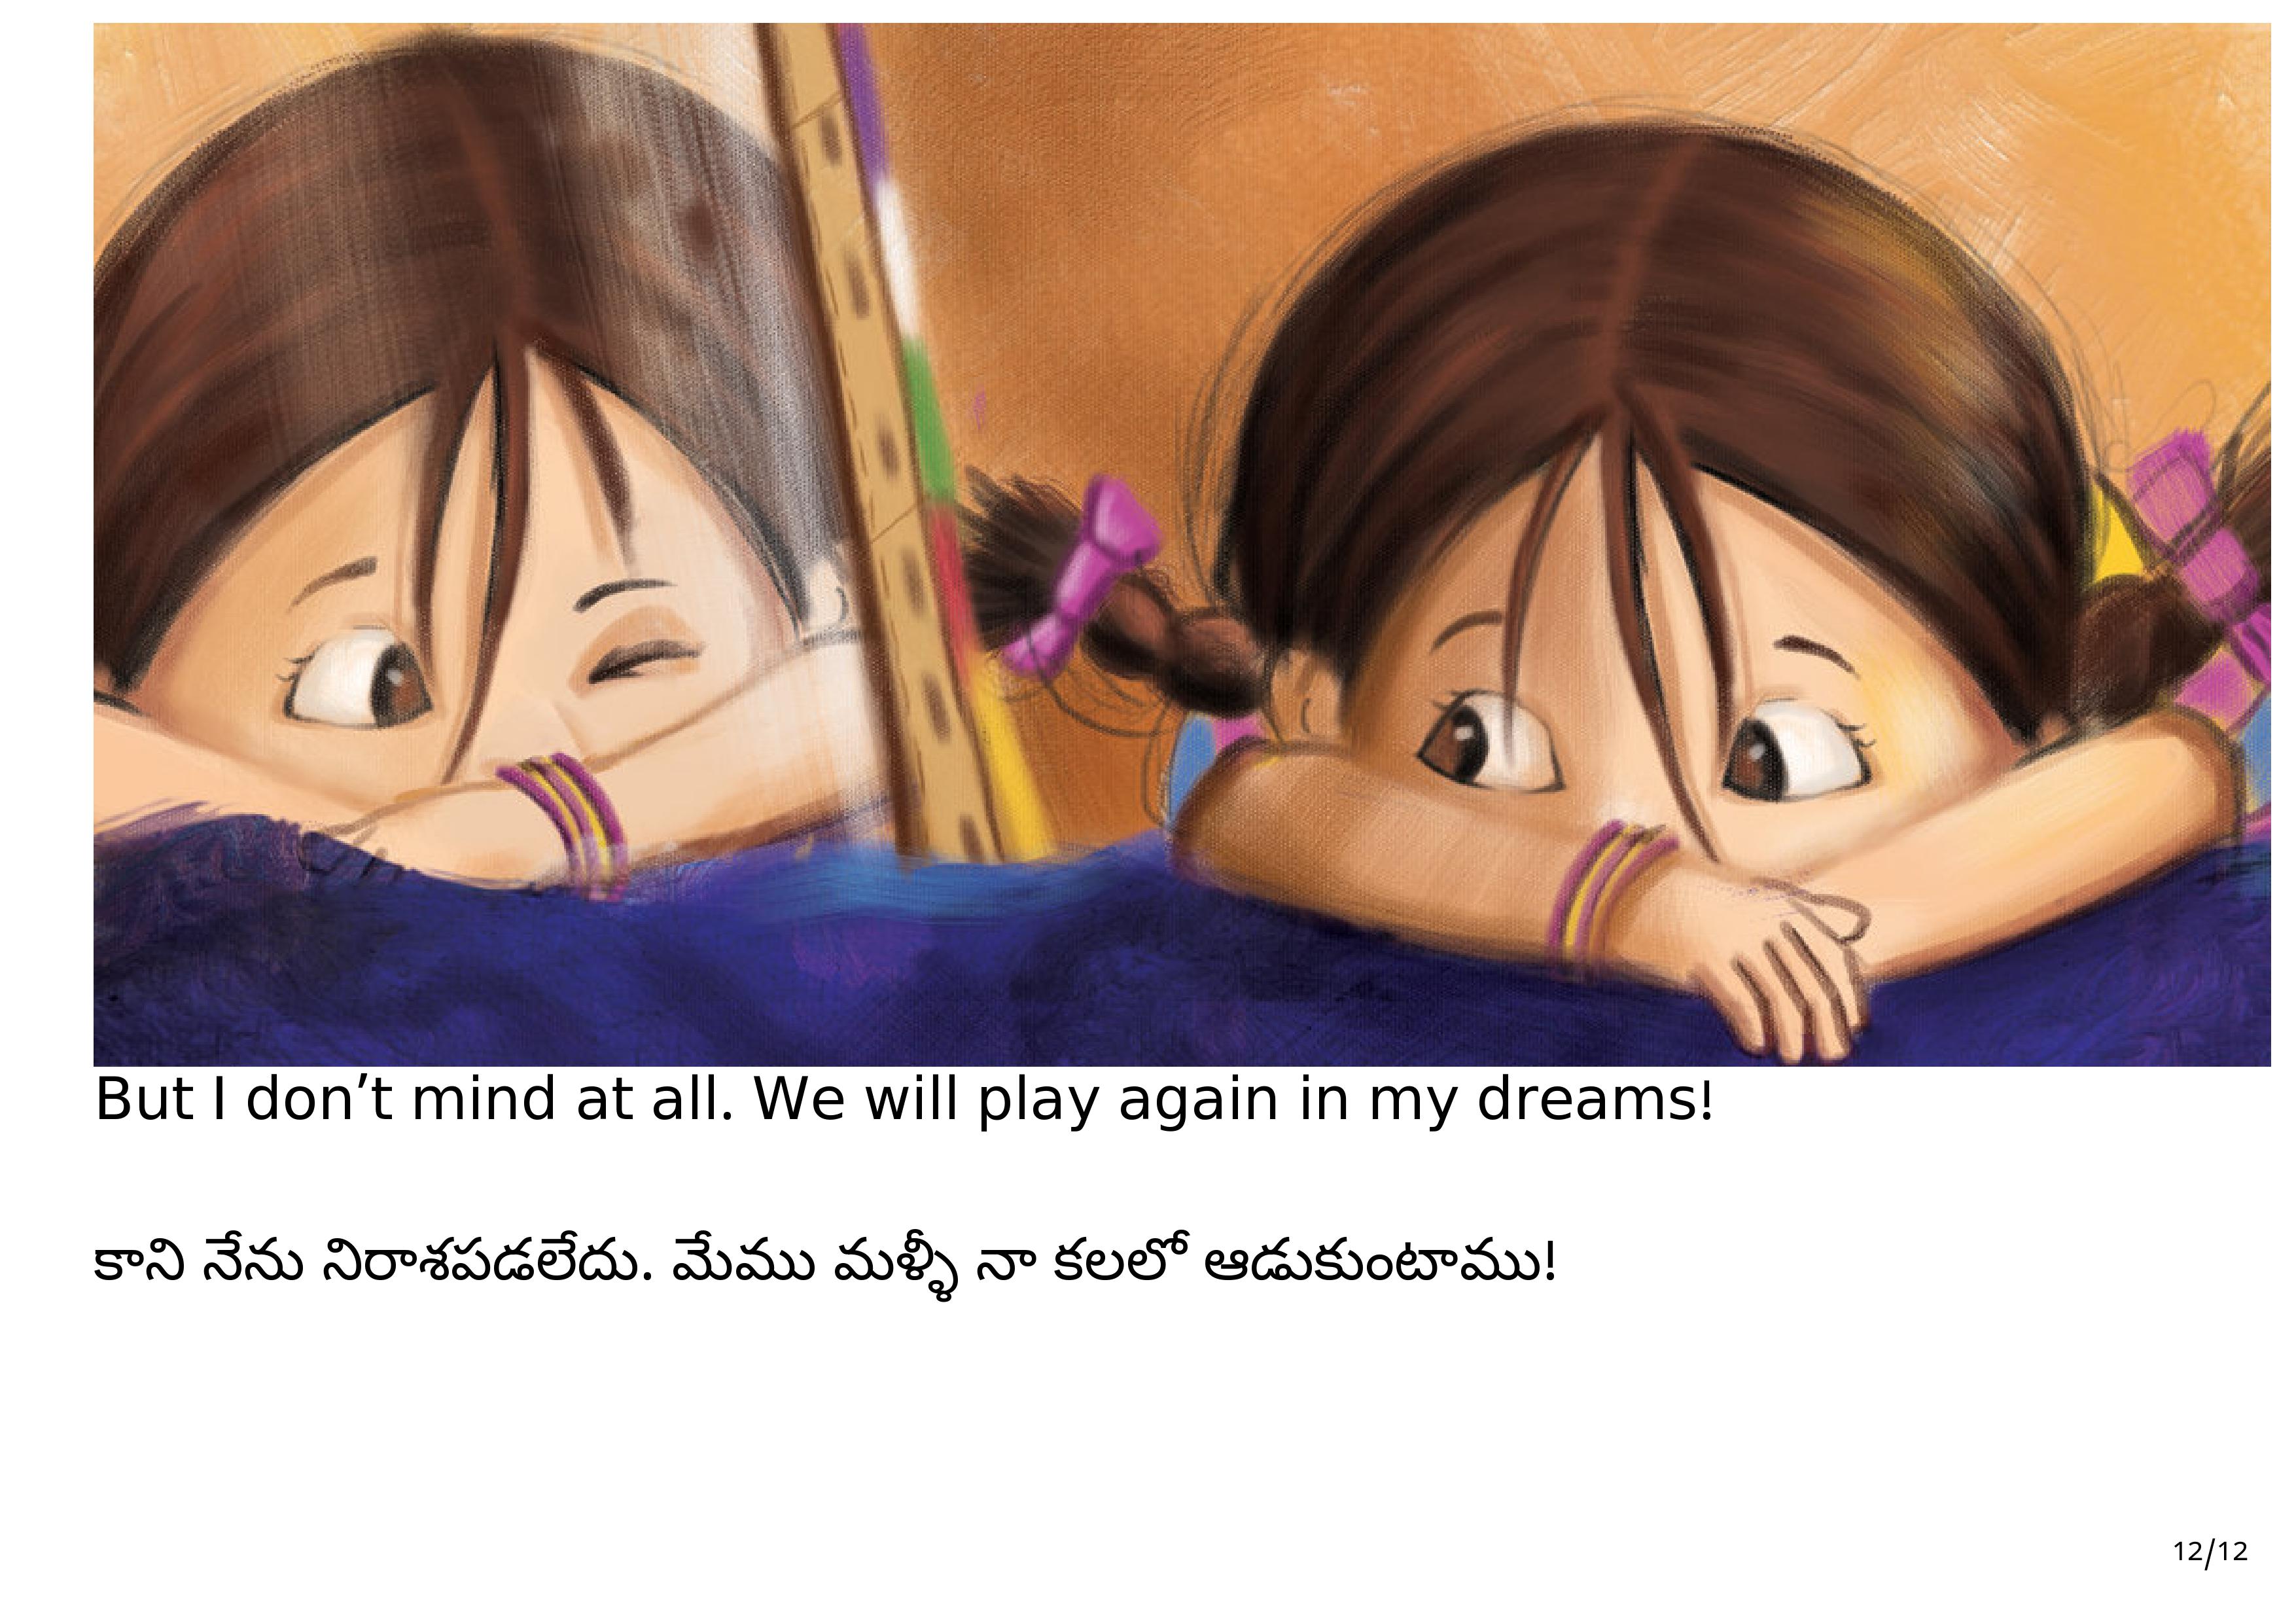 But I don’t mind at all. We will play again in my dreams!
కాని నేను నిరాశపడలేదు. మేము మళ్ళీ నా కలలో ఆడుకుంటాము!
12/12